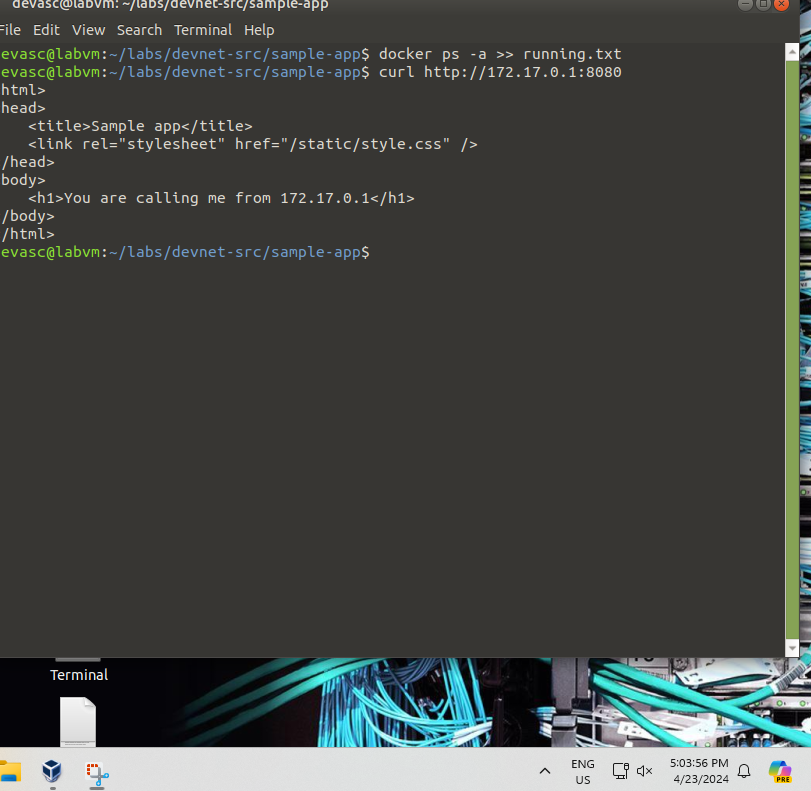 devasc@labvm: ~/labs/devnet-src/sample-app
File Edit View Search Terminal Help
evasc@labvm:~/labs/devnet-src/sample-app$ docker ps -a >> running.txt
evasc@labvm:~/labs/devnet-src/sample-app$ curl http://172.17.0.1:8080
html>
head>
<title>Sample app</title>
<link rel="stylesheet" href="/static/style.css" />
/head>
body>
<h1>You are calling me from 172.17.0.1</h1>
/body>
/html>
evasc@labvm:~/labs/devnet-src/sample-app$
Terminal
ENG
US
5:03:56 PM
4/23/2024
PRE